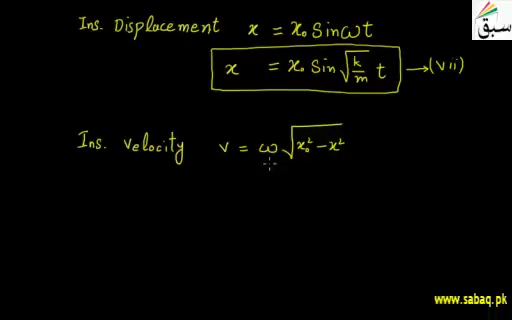 Ins. Displacement x = x₀ Sinωt
سبق
x = x₀ Sin√(k/m) t →(vii)
Ins. velocity v = ω√(x₀² − x²)
www.sabaq.pk